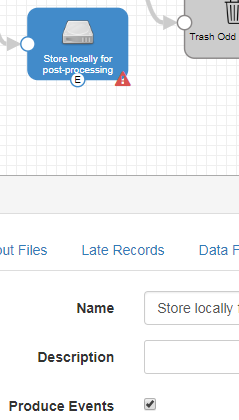 Store locally for
post-processing
E
Trash Odd
out Files Late Records Data F
Name Store locally f
Description
Produce Events